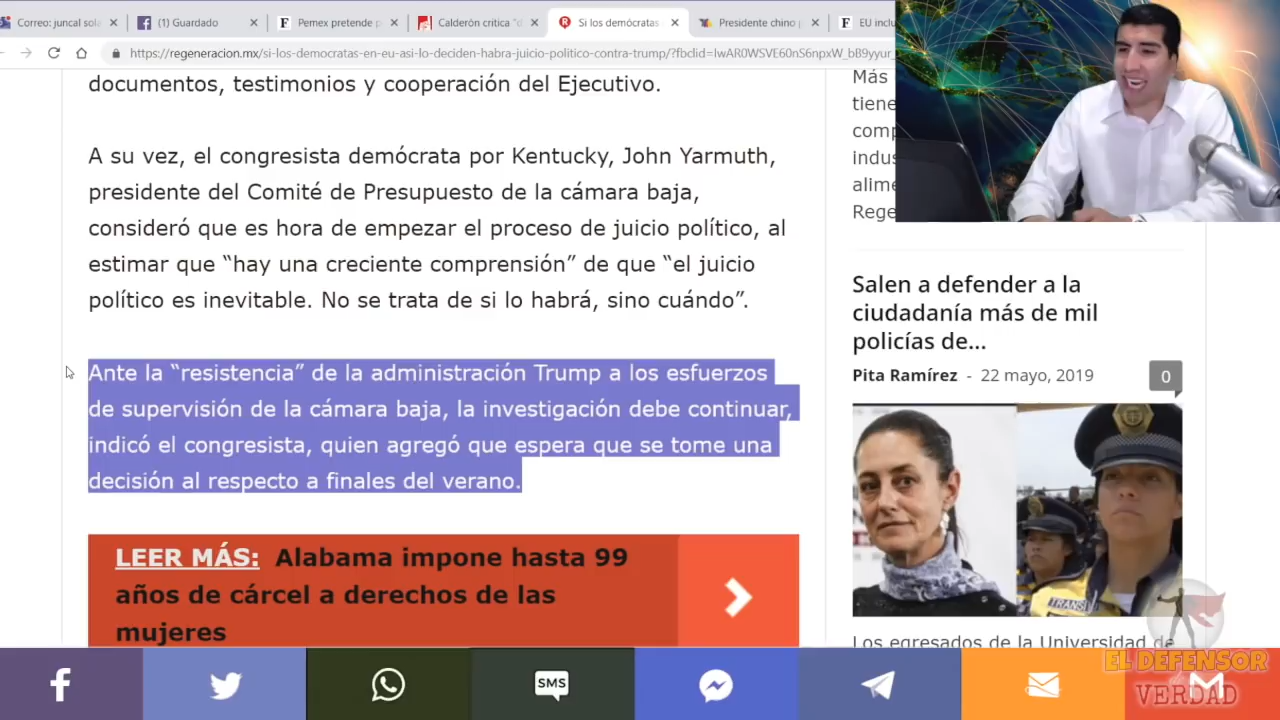 Correo: juncal sola
(1) Guardado
Pemex pretende p
Calderón critica "d
Si los demócratas
Presidente chino p
EU inclu
https://regeneracion.mx/si-los-democratas-en-eu-asi-lo-deciden-habra-juicio-politico-contra-trump/?fbclid=IwAR0WSVE60nS6npxW_bB9yyur
documentos, testimonios y cooperación del Ejecutivo.
A su vez, el congresista demócrata por Kentucky, John Yarmuth,
presidente del Comité de Presupuesto de la cámara baja,
consideró que es hora de empezar el proceso de juicio político, al
estimar que “hay una creciente comprensión” de que “el juicio
político es inevitable. No se trata de si lo habrá, sino cuándo”.
Ante la “resistencia” de la administración Trump a los esfuerzos
de supervisión de la cámara baja, la investigación debe continuar,
indicó el congresista, quien agregó que espera que se tome una
decisión al respecto a finales del verano.
LEER MÁS: Alabama impone hasta 99
años de cárcel a derechos de las
mujeres
Más
tiene
comp
indus
alime
Rege
Salen a defender a la
ciudadanía más de mil
policías de...
Pita Ramírez - 22 mayo, 2019
0
TRANSI
Los egresados de la Universidad de
SMS
EL DEFENSOR
VERDAD